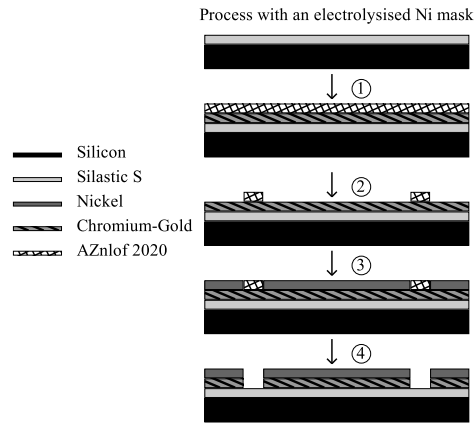 Process with an electrolysised Ni mask
①
Silicon
Silastic S
Nickel
Chromium-Gold
AZnlof 2020
②
③
④